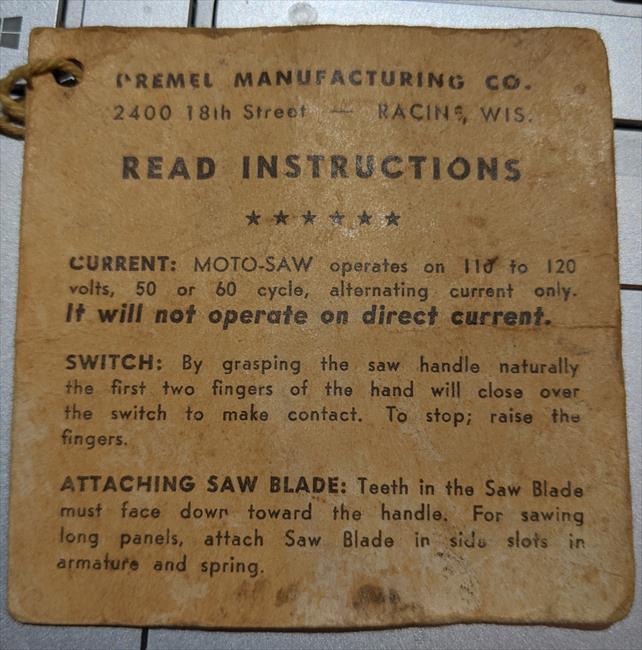 DREMEL MANUFACTURING CO.
2400 18th Street — RACINE, WIS.
READ INSTRUCTIONS
★ ★ ★ ★ ★ ★
CURRENT: MOTO-SAW operates on 110 to 120
volts, 50 or 60 cycle, alternating current only.
It will not operate on direct current.
SWITCH: By grasping the saw handle naturally
the first two fingers of the hand will close over
the switch to make contact. To stop; raise the
fingers.
ATTACHING SAW BLADE: Teeth in the Saw Blade
must face down toward the handle. For sawing
long panels, attach Saw Blade in side slots in
armature and spring.